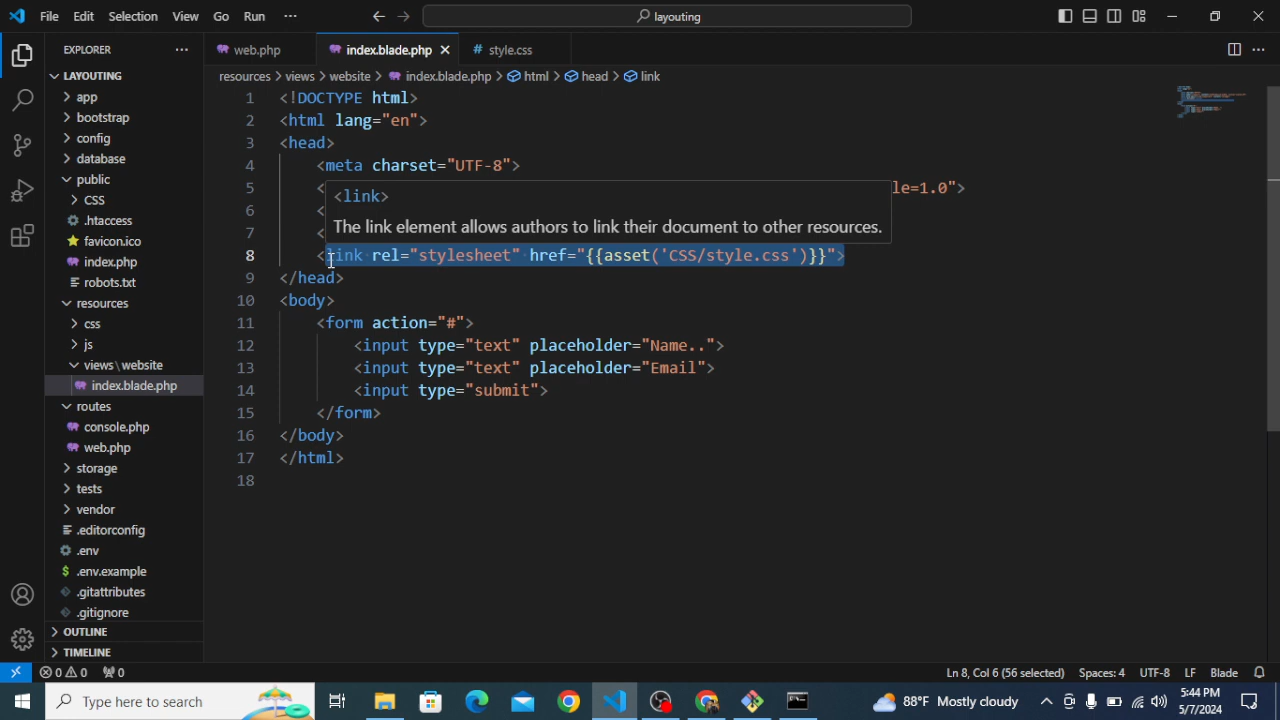 File Edit Selection View Go Run ··· layouting
EXPLORER ···
web.php index.blade.php style.css
LAYOUTING
app
bootstrap
config
database
public
CSS
.htaccess
favicon.ico
index.php
robots.txt
resources
css
js
views\website
index.blade.php
routes
console.php
web.php
storage
tests
vendor
.editorconfig
.env
.env.example
.gitattributes
.gitignore
OUTLINE
TIMELINE
resources > views > website > index.blade.php > html > head > link
1 <!DOCTYPE html>
2 <html lang="en">
3 <head>
4 <meta charset="UTF-8">
5 < le=1.0">
6 <
7 <
<link>
The link element allows authors to link their document to other resources.
8 <link rel="stylesheet" href="{{asset('CSS/style.css')}}">
9 </head>
10 <body>
11 <form action="#">
12 <input type="text" placeholder="Name..">
13 <input type="text" placeholder="Email">
14 <input type="submit">
15 </form>
16 </body>
17 </html>
18
0 0 0 Ln 8, Col 6 (56 selected) Spaces: 4 UTF-8 LF Blade
Type here to search 88°F Mostly cloudy 5:44 PM
5/7/2024